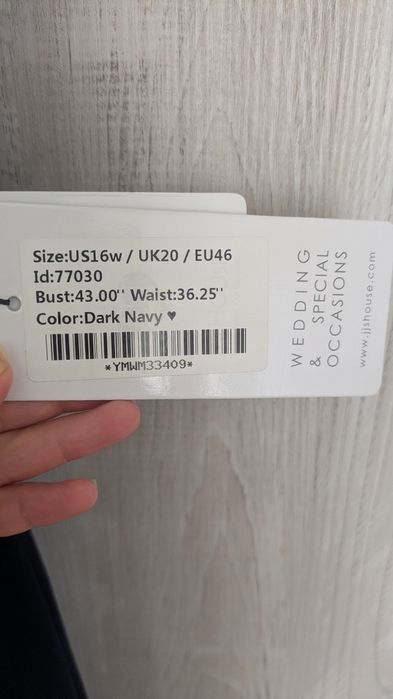 Size:US16w / UK20 / EU46
Id:77030
Bust:43.00'' Waist:36.25''
Color:Dark Navy ♥
*YMWM33409*
WEDDING
& SPECIAL
OCCASIONS
www.jjshouse.com